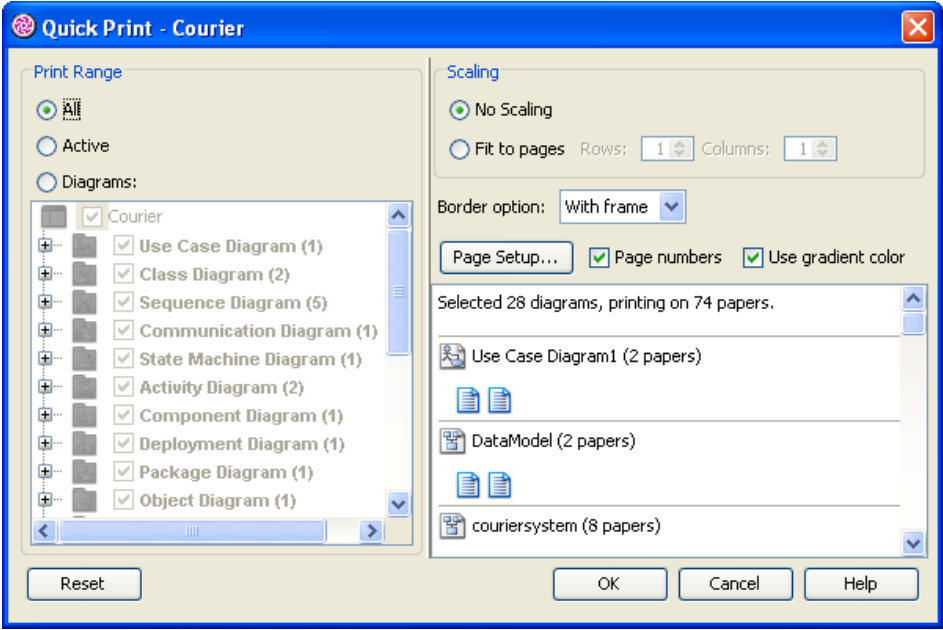 Quick Print - Courier
Print Range
All
Active
Diagrams:
Courier
Use Case Diagram (1)
Class Diagram (2)
Sequence Diagram (5)
Communication Diagram (1)
State Machine Diagram (1)
Activity Diagram (2)
Component Diagram (1)
Deployment Diagram (1)
Package Diagram (1)
Object Diagram (1)
Scaling
No Scaling
Fit to pages Rows: 1 Columns: 1
Border option: With frame
Page Setup... Page numbers Use gradient color
Selected 28 diagrams, printing on 74 papers.
Use Case Diagram1 (2 papers)
DataModel (2 papers)
couriersystem (8 papers)
Reset OK Cancel Help